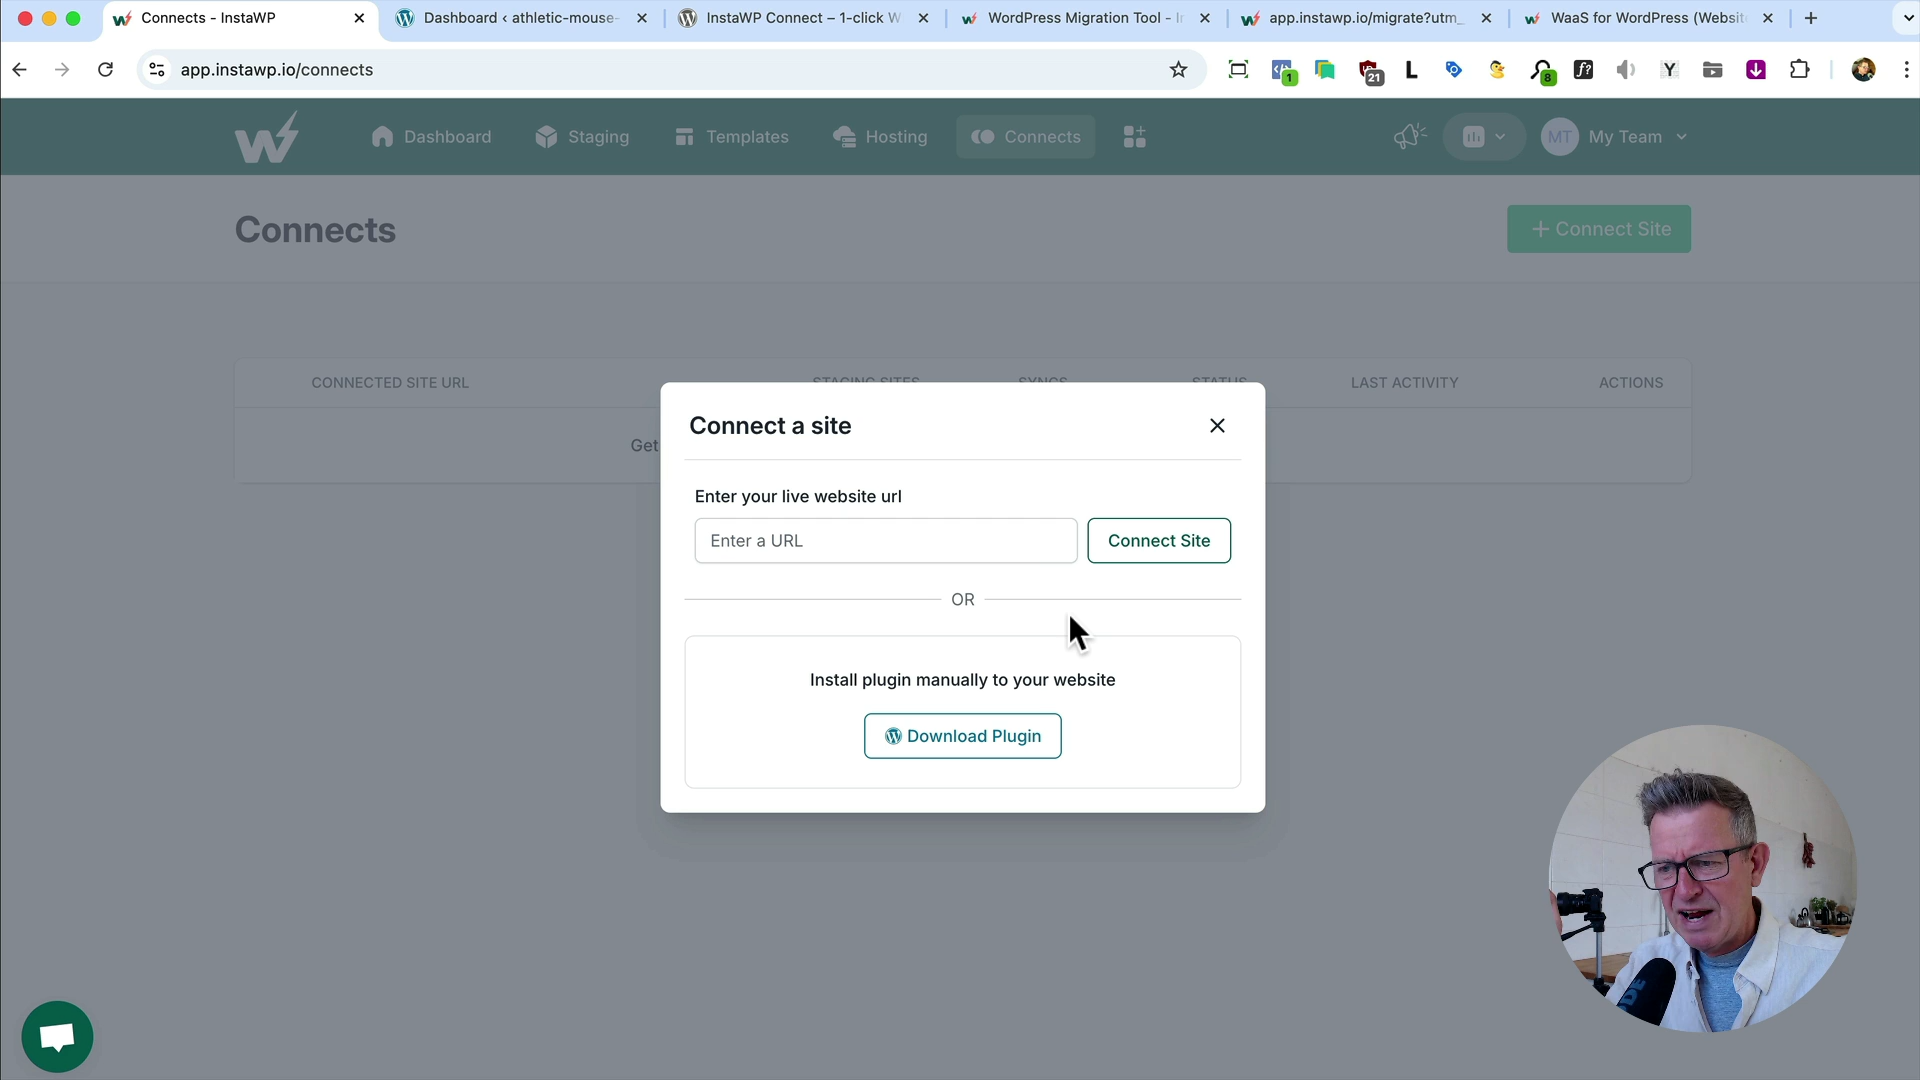 Connects - InstaWP
Dashboard ‹ athletic-mouse-
InstaWP Connect – 1-click W
WordPress Migration Tool - I
app.instawp.io/migrate?utm_
WaaS for WordPress (Websit
app.instawp.io/connects
1
21
L
8
f?
Y
Dashboard
Staging
Templates
Hosting
Connects
MT
My Team
Connects
+ Connect Site
CONNECTED SITE URL
STAGING SITES
SYNCS
STATUS
LAST ACTIVITY
ACTIONS
Get
Connect a site
Enter your live website url
Enter a URL
Connect Site
OR
Install plugin manually to your website
Download Plugin